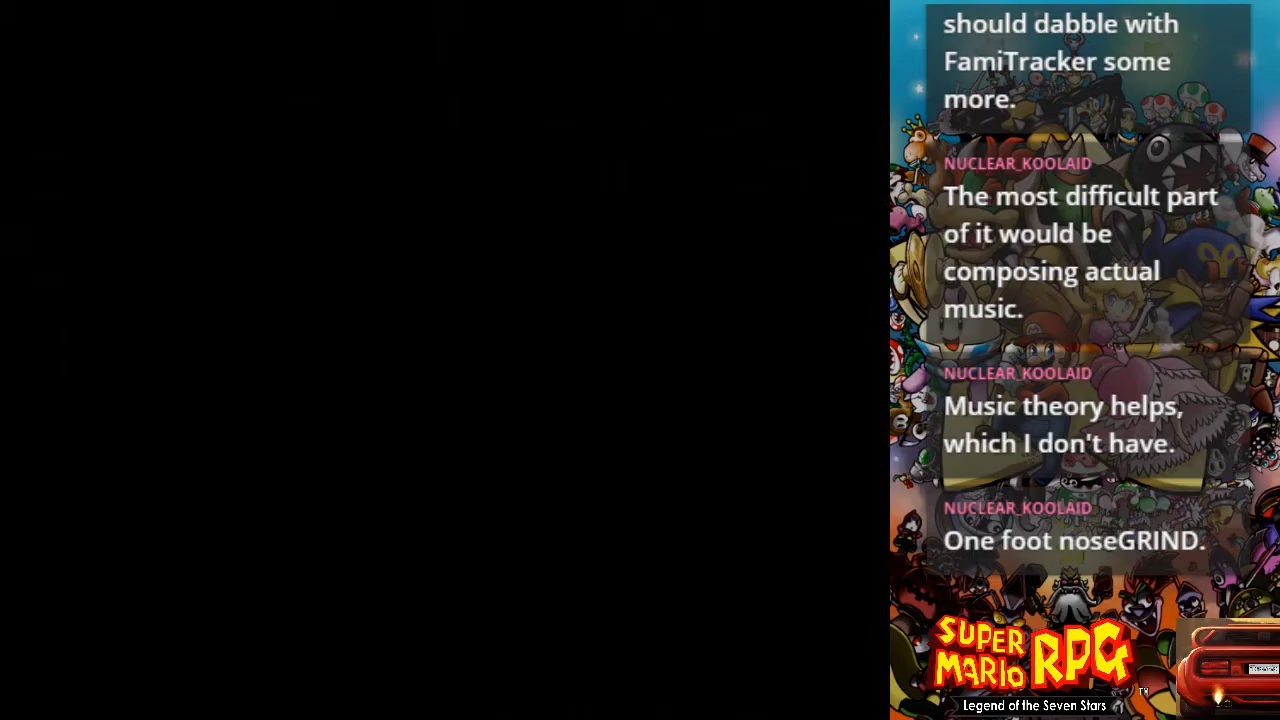 should dabble with
FamiTracker some
more.
NUCLEAR_KOOLAID
The most difficult part
of it would be
composing actual
music.
NUCLEAR_KOOLAID
Music theory helps,
which I don't have.
NUCLEAR_KOOLAID
One foot noseGRIND.
SUPER
MARIO RPG
TM
Legend of the Seven Stars